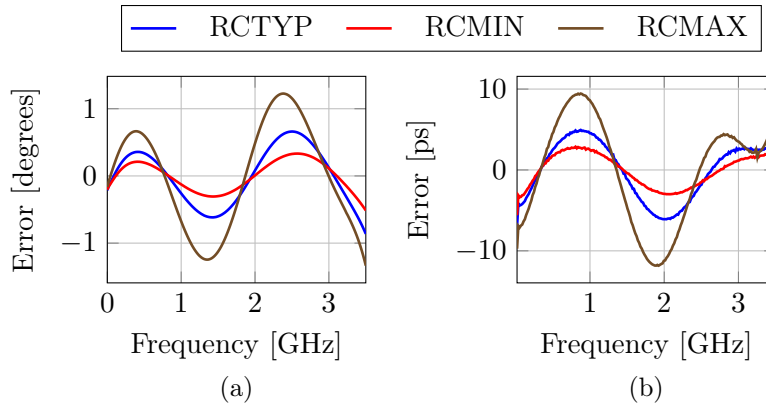 RCTYP RCMIN RCMAX
Error [degrees]
1
0
−1
0 1 2 3
Frequency [GHz]
(a)
Error [ps]
10
0
−10
1 2 3
Frequency [GHz]
(b)